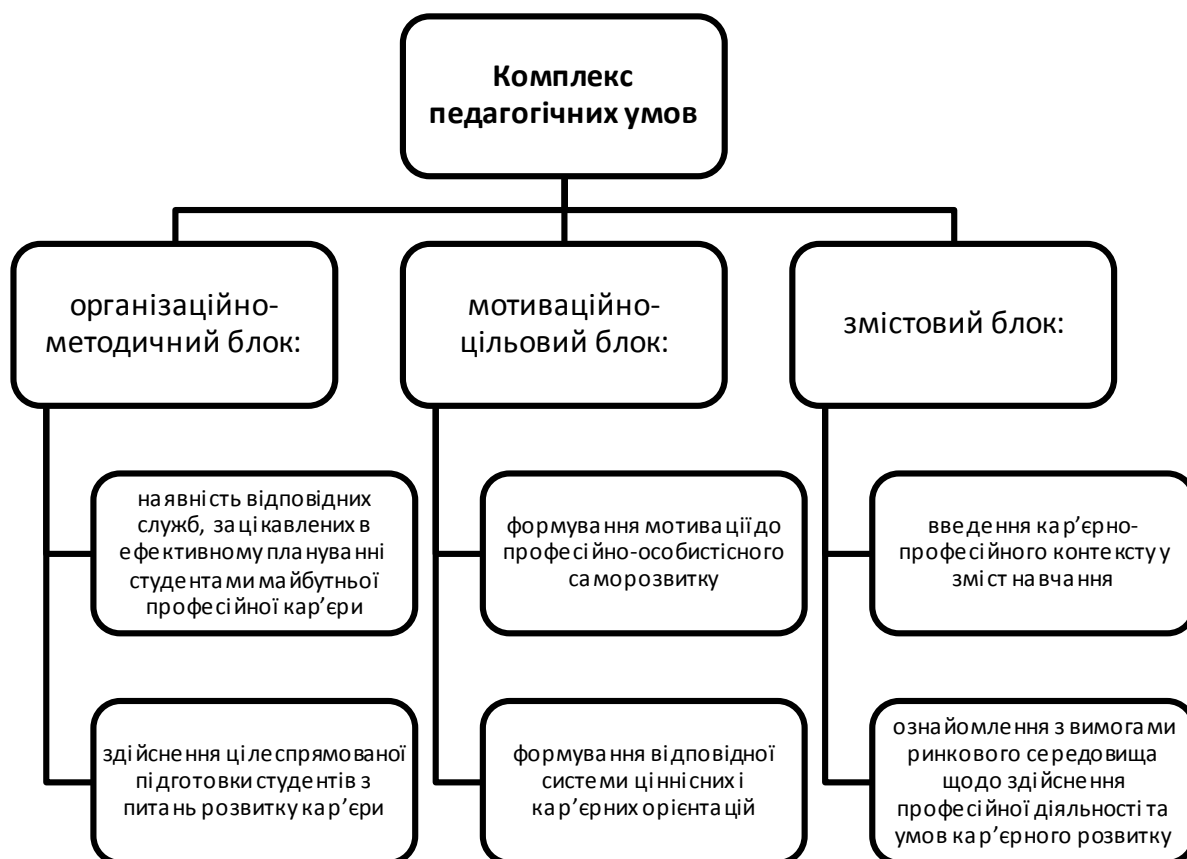 Комплекс
педагогічних умов
організаційно-
методичний блок:
мотиваційно-
цільовий блок:
змістовий блок:
наявність відповідних
служб, зацікавлених в
ефективному плануванні
студентами майбутньої
професійної кар’єри
формування мотивації до
професійно-особистісного
саморозвитку
введення кар’єрно-
професійного контексту у
зміст навчання
здійснення цілеспрямованої
підготовки студентів з
питань розвитку кар’єри
формування відповідної
системи ціннісних і
кар’єрних орієнтацій
ознайомлення з вимогами
ринкового середовища
щодо здійснення
професійної діяльності та
умов кар’єрного розвитку